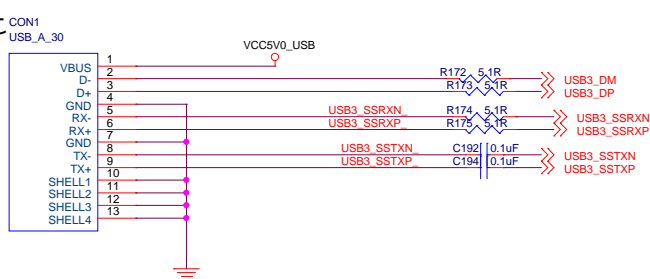 CON1
USB_A_30
VCC5V0_USB
VBUS 1
D- 2 R172 5.1R USB3_DM
D+ 3 R173 5.1R USB3_DP
GND 4
RX- 5 USB3_SSRXN_ R174 5.1R USB3_SSRXN
RX+ 6 USB3_SSRXP_ R175 5.1R USB3_SSRXP
GND 7
TX- 8 USB3_SSTXN_ C192 0.1uF USB3_SSTXN
TX+ 9 USB3_SSTXP_ C194 0.1uF USB3_SSTXP
SHELL1 10
SHELL2 11
SHELL3 12
SHELL4 13